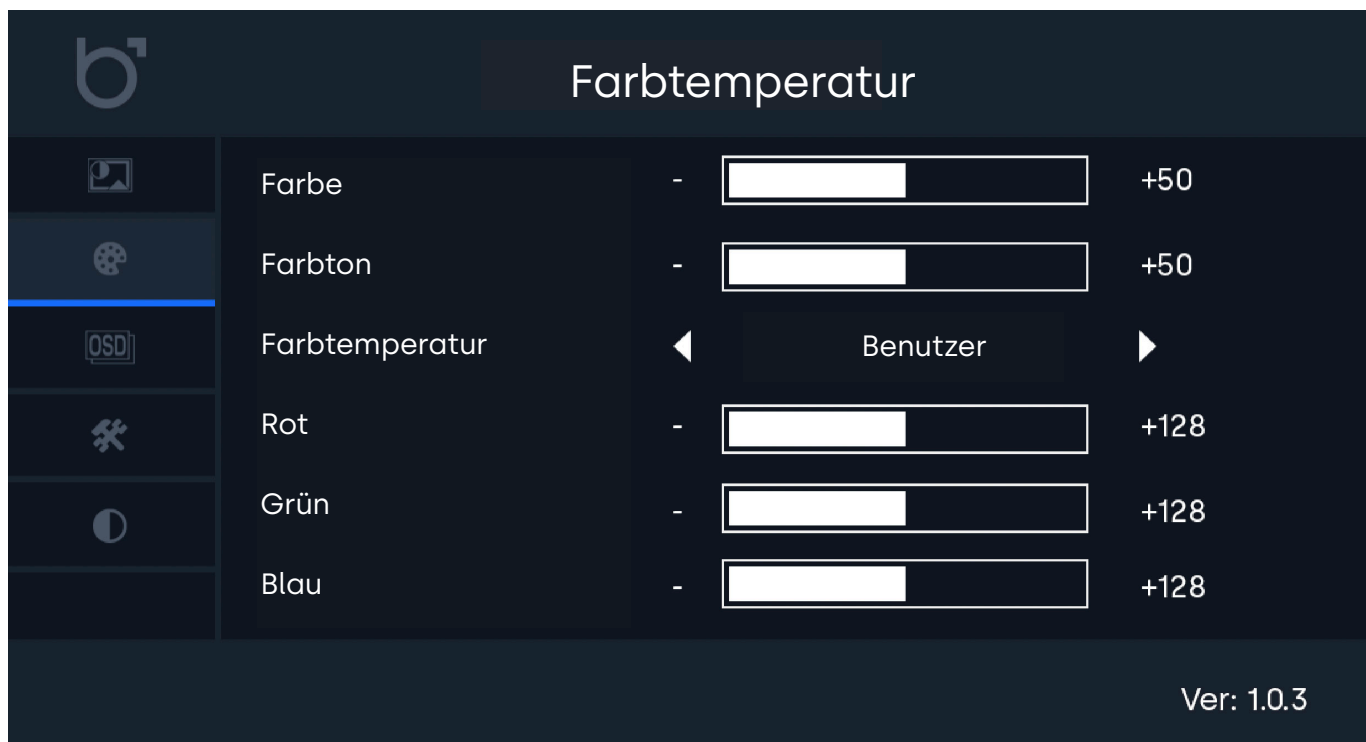 Farbtemperatur
Farbe - +50
Farbton - +50
OSD
Farbtemperatur Benutzer
Rot - +128
Grün - +128
Blau - +128
Ver: 1.0.3